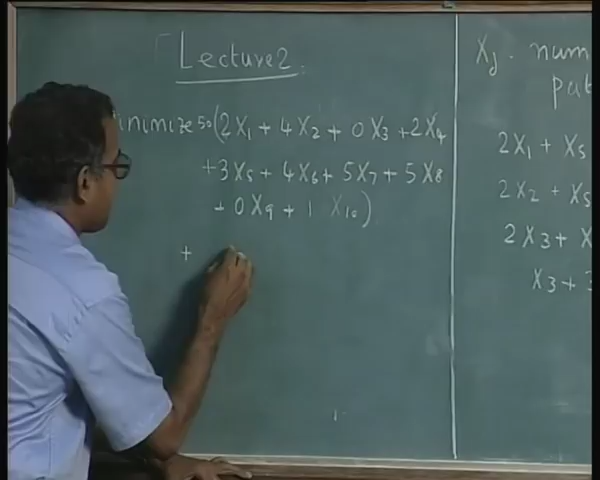 Lecture 2
inimize 50(2X1 + 4X2 + 0X3 + 2X4
+3X5 + 4X6 + 5X7 + 5X8
+ 0X9 + 1 X10)
+
Xj - num
pat
2X1 + X5
2X2 + X5
2X3 + X
X3 + 3